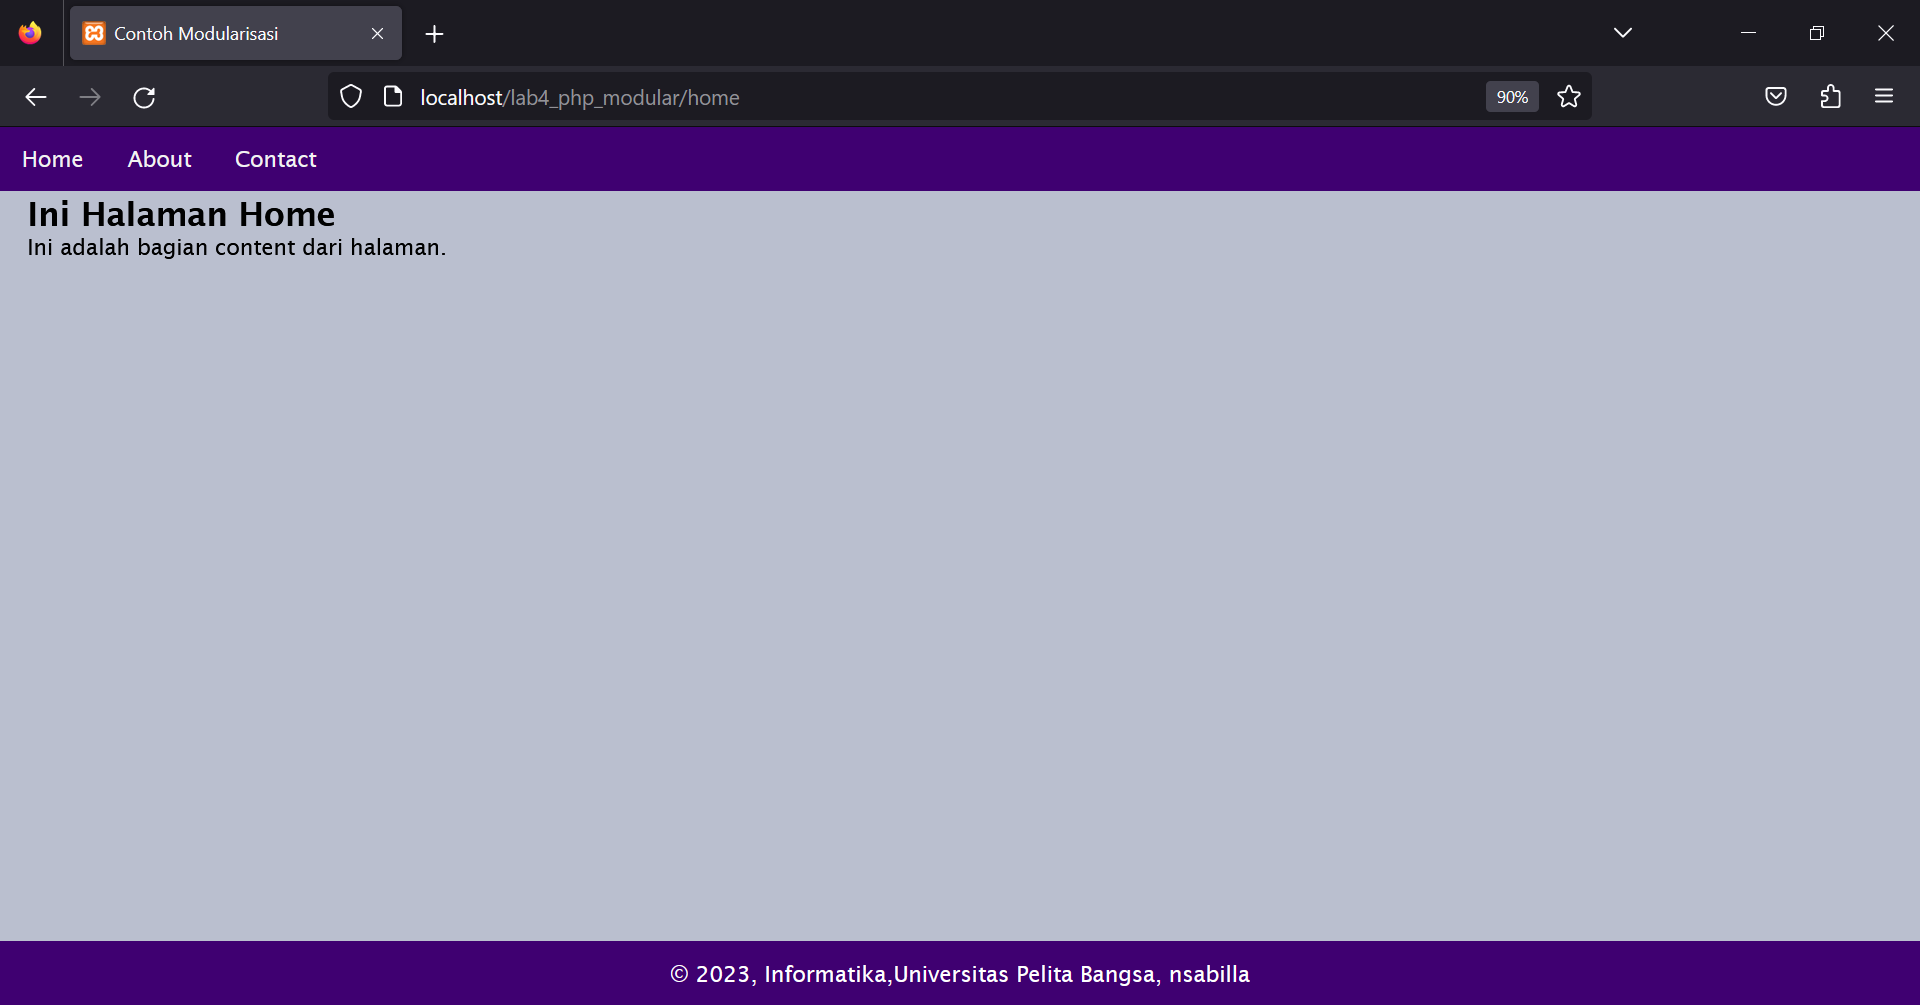 Contoh Modularisasi
localhost/lab4_php_modular/home
90%
Home About Contact
Ini Halaman Home
Ini adalah bagian content dari halaman.
© 2023, Informatika,Universitas Pelita Bangsa, nsabilla